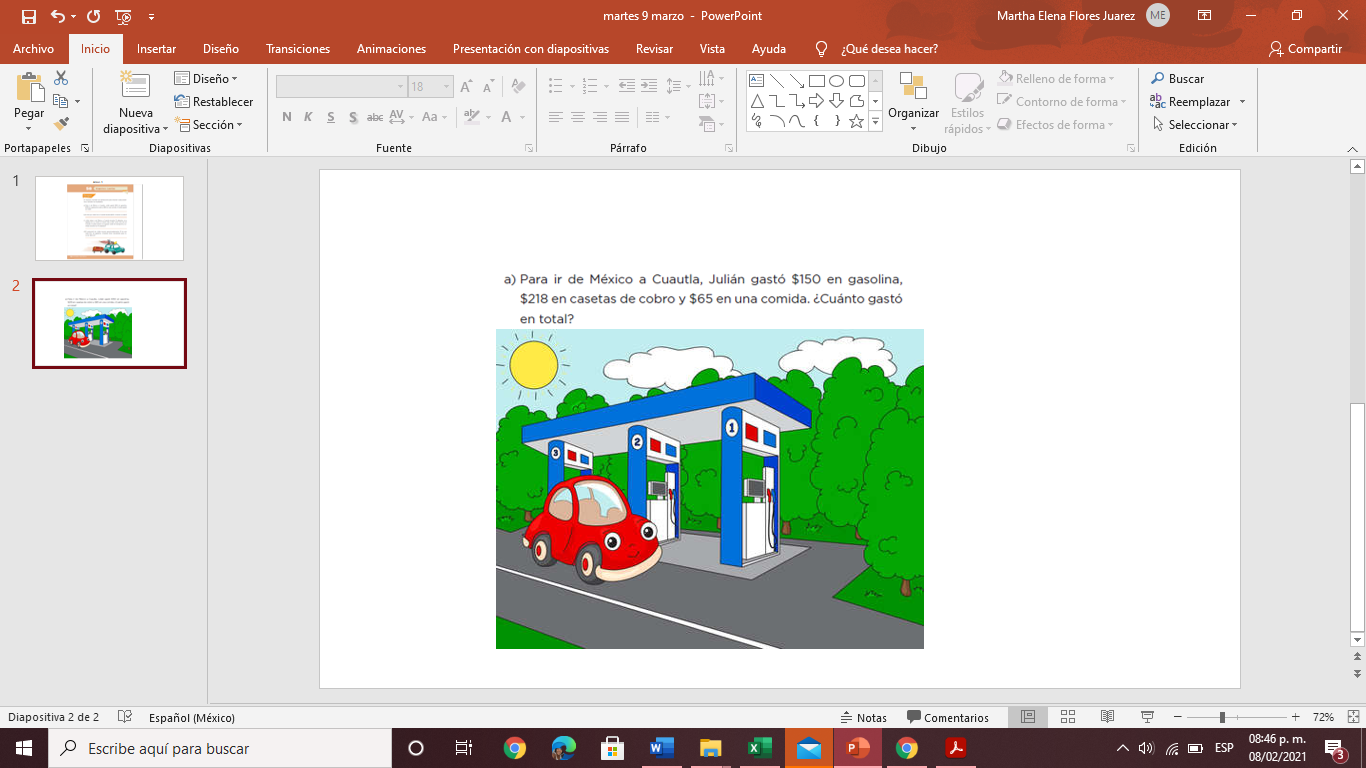 martes 9 marzo - PowerPoint
Martha Elena Flores Juarez
ME
Archivo
Inicio
Insertar
Diseño
Transiciones
Animaciones
Presentación con diapositivas
Revisar
Vista
Ayuda
¿Qué desea hacer?
Compartir
Pegar
Portapapeles
Nueva
diapositiva
Diseño
Restablecer
Sección
Diapositivas
18
N K S S abc AV Aa
Fuente
Párrafo
Organizar
Estilos
rápidos
Relleno de forma
Contorno de forma
Efectos de forma
Dibujo
Buscar
Reemplazar
Seleccionar
Edición
1
2
a) Para ir de México a Cuautla, Julián gastó $150 en gasolina,
$218 en casetas de cobro y $65 en una comida. ¿Cuánto gastó
en total?
3
2
1
Diapositiva 2 de 2
Español (México)
Notas
Comentarios
72%
Escribe aquí para buscar
ESP
08:46 p. m.
08/02/2021
3